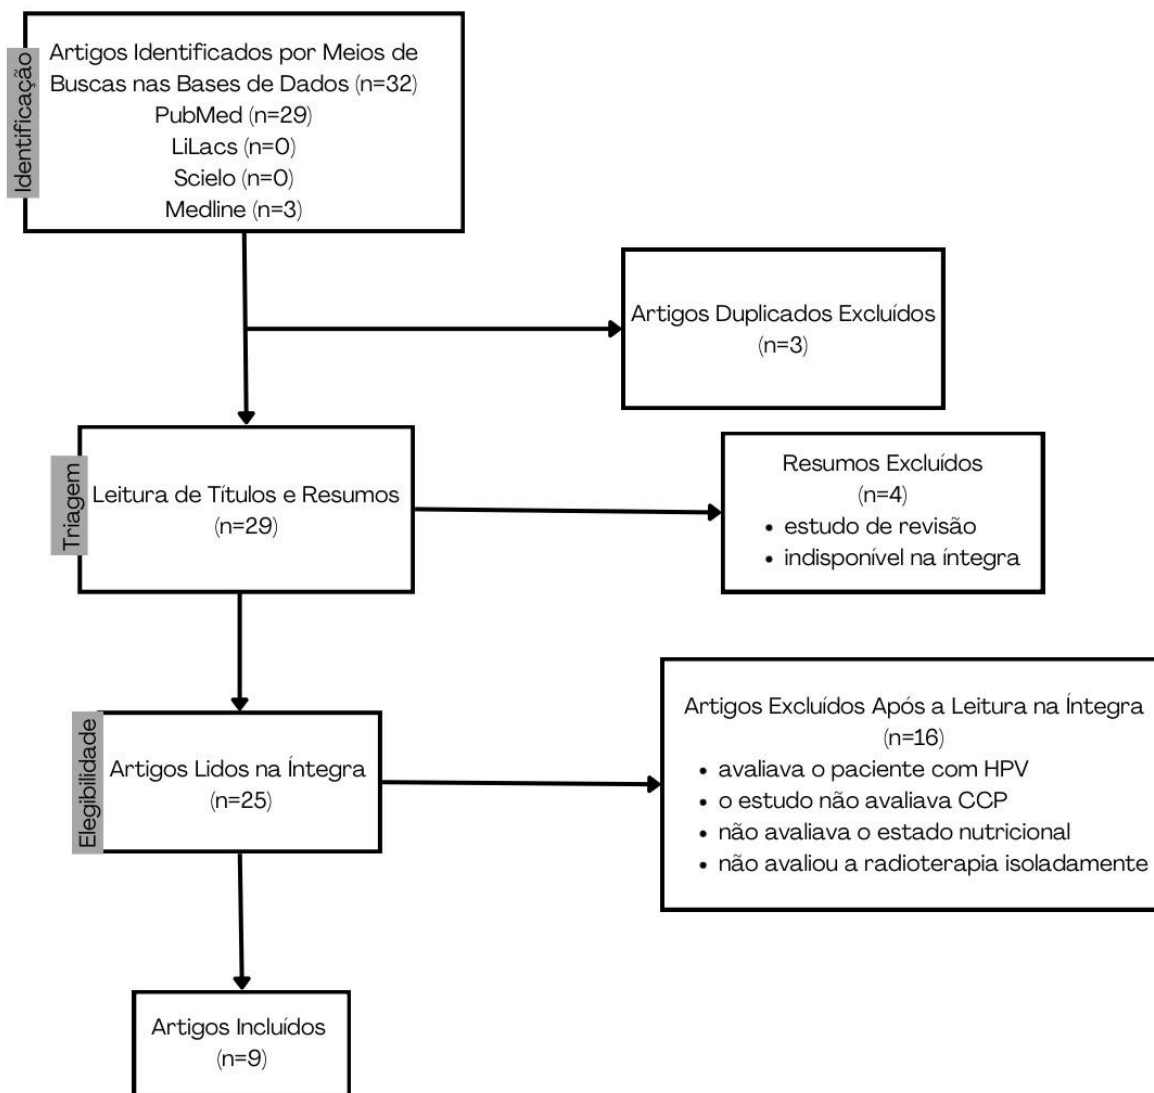 Identificação
Artigos Identificados por Meios de
Buscas nas Bases de Dados (n=32)
PubMed (n=29)
LiLacs (n=0)
Scielo (n=0)
Medline (n=3)
Artigos Duplicados Excluídos
(n=3)
Triagem
Leitura de Títulos e Resumos
(n=29)
Resumos Excluídos
(n=4)
• estudo de revisão
• indisponível na íntegra
Elegibilidade
Artigos Lidos na Íntegra
(n=25)
Artigos Excluídos Após a Leitura na Íntegra
(n=16)
• avaliava o paciente com HPV
• o estudo não avaliava CCP
• não avaliava o estado nutricional
• não avaliou a radioterapia isoladamente
Artigos Incluídos
(n=9)